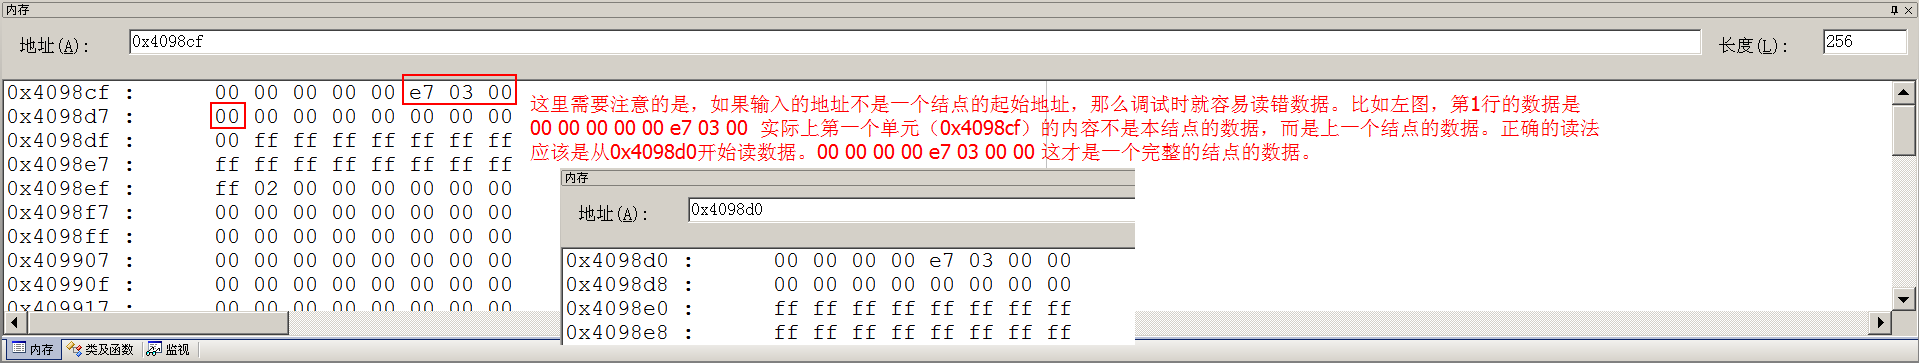 内存
地址(A): 0x4098cf 长度(L): 256
0x4098cf : 00 00 00 00 00 e7 03 00
0x4098d7 : 00 00 00 00 00 00 00 00
0x4098df : 00 ff ff ff ff ff ff ff
0x4098e7 : ff ff ff ff ff ff ff ff
0x4098ef : ff 02 00 00 00 00 00 00
0x4098f7 : 00 00 00 00 00 00 00 00
0x4098ff : 00 00 00 00 00 00 00 00
0x409907 : 00 00 00 00 00 00 00 00
0x40990f : 00 00 00 00 00 00 00 00
0x409917 : 00 00 00 00 00 00 00 00
这里需要注意的是，如果输入的地址不是一个结点的起始地址，那么调试时就容易读错数据。比如左图，第1行的数据是
00 00 00 00 00 e7 03 00 实际上第一个单元（0x4098cf）的内容不是本结点的数据，而是上一个结点的数据。正确的读法
应该是从0x4098d0开始读数据。00 00 00 00 e7 03 00 00 这才是一个完整的结点的数据。
内存
地址(A): 0x4098d0
0x4098d0 : 00 00 00 00 e7 03 00 00
0x4098d8 : 00 00 00 00 00 00 00 00
0x4098e0 : ff ff ff ff ff ff ff ff
0x4098e8 : ff ff ff ff ff ff ff ff
内存 类及函数 监视